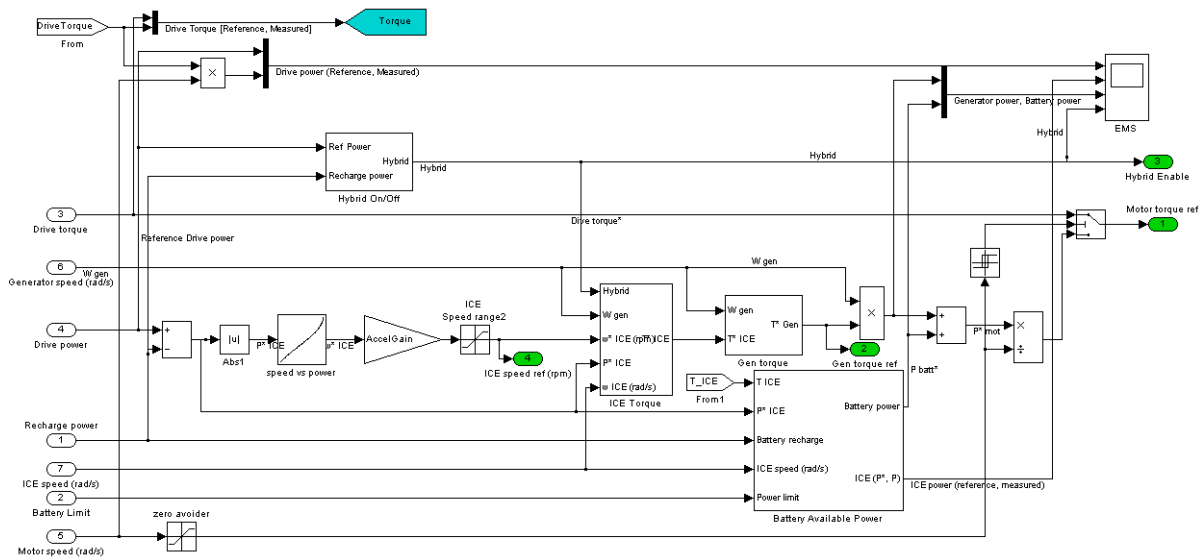 DriveTorque
From
Drive Torque [Reference, Measured]
Torque
×
Drive power (Reference, Measured)
Generator power, Battery power
EMS
Hybrid
Ref Power
Recharge power
Hybrid
Hybrid On/Off
Hybrid
Hybrid
3
Hybrid Enable
3
Drive torque
Dive torque*
Motor torque ref
1
Reference Drive power
6
W gen
Generator speed (rad/s)
W gen
4
Drive power
+
−
|u|
Abs1
P* ICE
speed vs power
AccelGain
ICE
Speed range2
4
ICE speed ref (rpm)
Hybrid
W gen
w* ICE (rpm)
P* ICE
w ICE (rad/s)
ICE Torque
W gen
T* ICE
T* Gen
Gen torque
×
2
Gen torque ref
+
+
P* mot
×
÷
P batt*
T_ICE
From1
T ICE
P* ICE
Battery recharge
ICE speed (rad/s)
Power limit
Battery power
ICE (P*, P)
Battery Available Power
ICE power (reference, measured)
Recharge power
1
7
ICE speed (rad/s)
2
Battery Limit
zero avoider
5
Motor speed (rad/s)